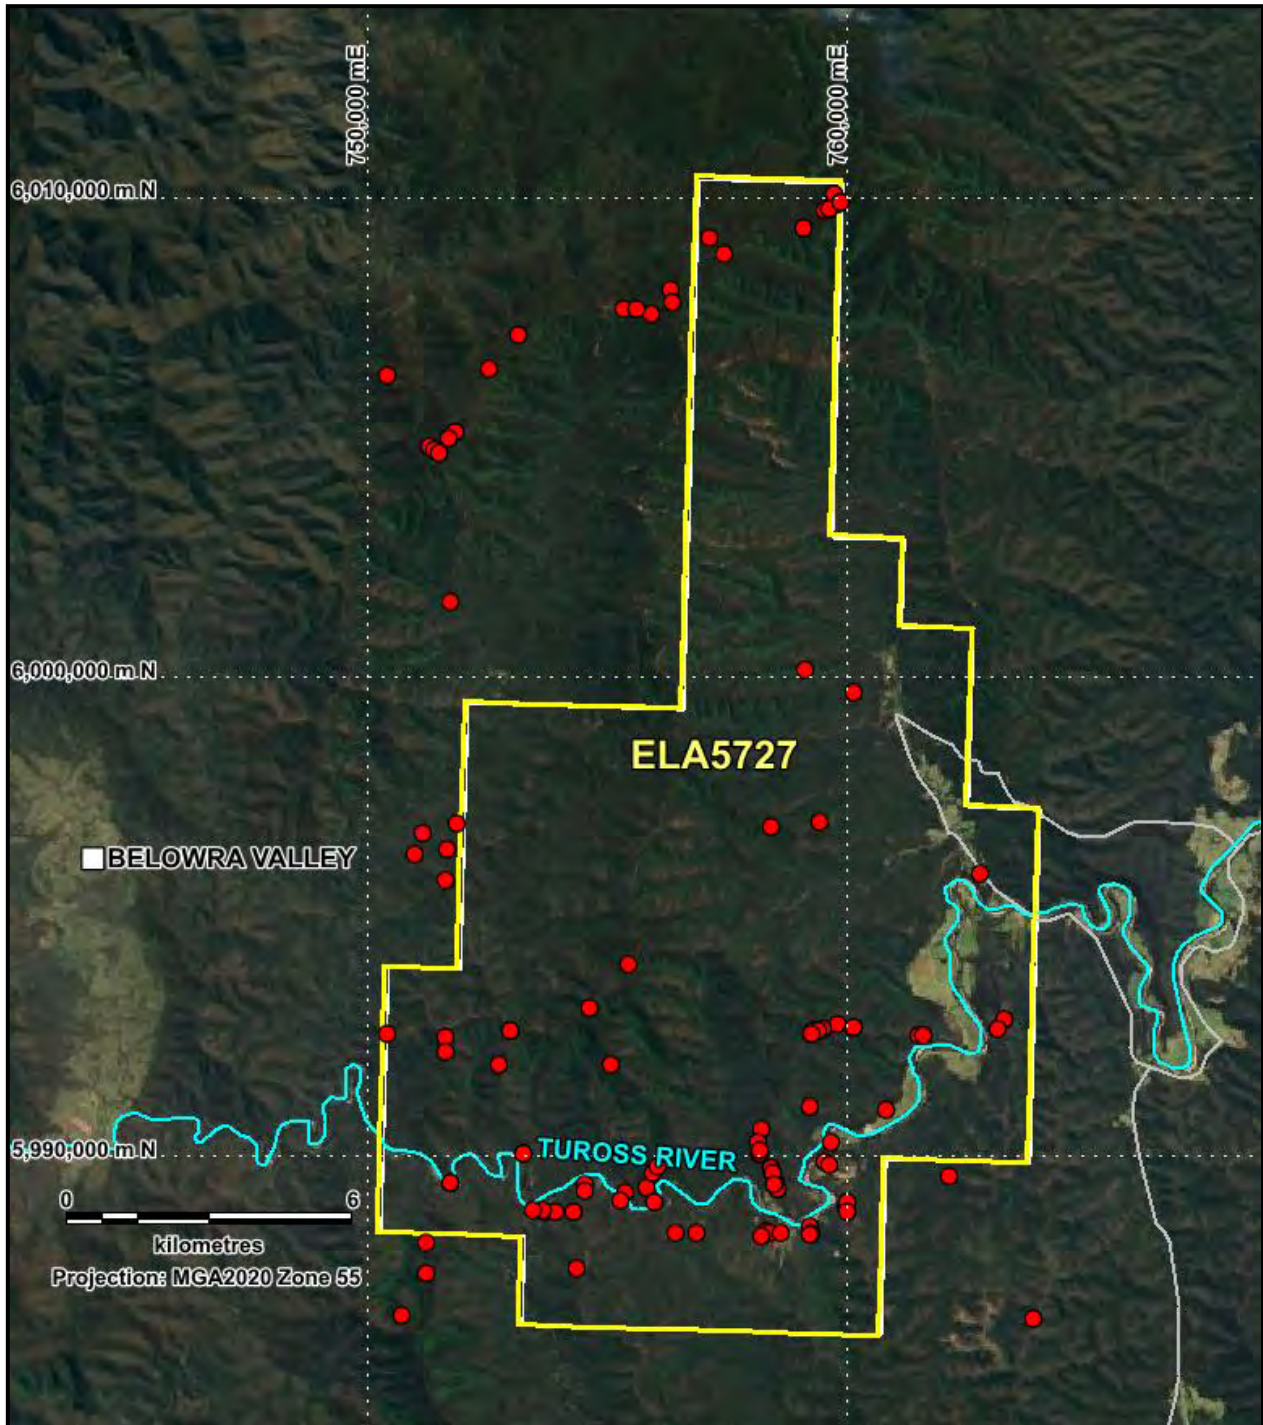 750,000 mE
760,000 mE
6,010,000 m N
6,000,000 m N
ELA5727
BELOWRA VALLEY
5,990,000 m N
TUROSS RIVER
0 6
kilometres
Projection: MGA2020 Zone 55